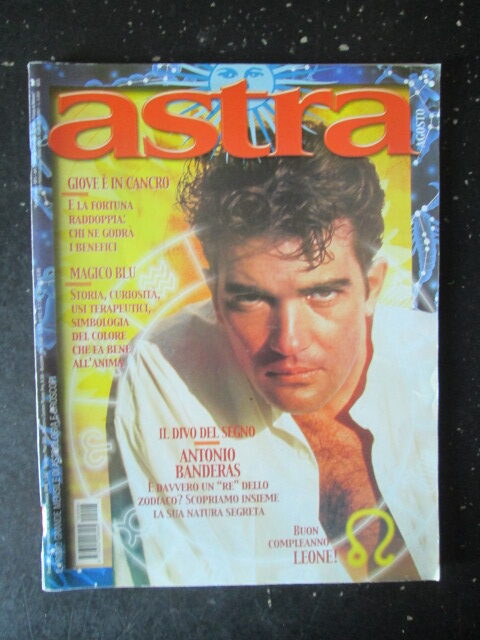 astra
AGOSTO
GIOVE È IN CANCRO
E LA FORTUNA
RADDOPPIA:
CHI NE GODRÀ
I BENEFICI
MAGICO BLU
STORIA, CURIOSITÀ,
USI TERAPEUTICI,
SIMBOLOGIA
DEL COLORE
CHE FA BENE
ALL'ANIMA
IL DIVO DEL SEGNO
ANTONIO
BANDERAS
È DAVVERO UN "RE" DELLO
ZODIACO? SCOPRIAMO INSIEME
LA SUA NATURA SEGRETA
BUON
COMPLEANNO
LEONE!